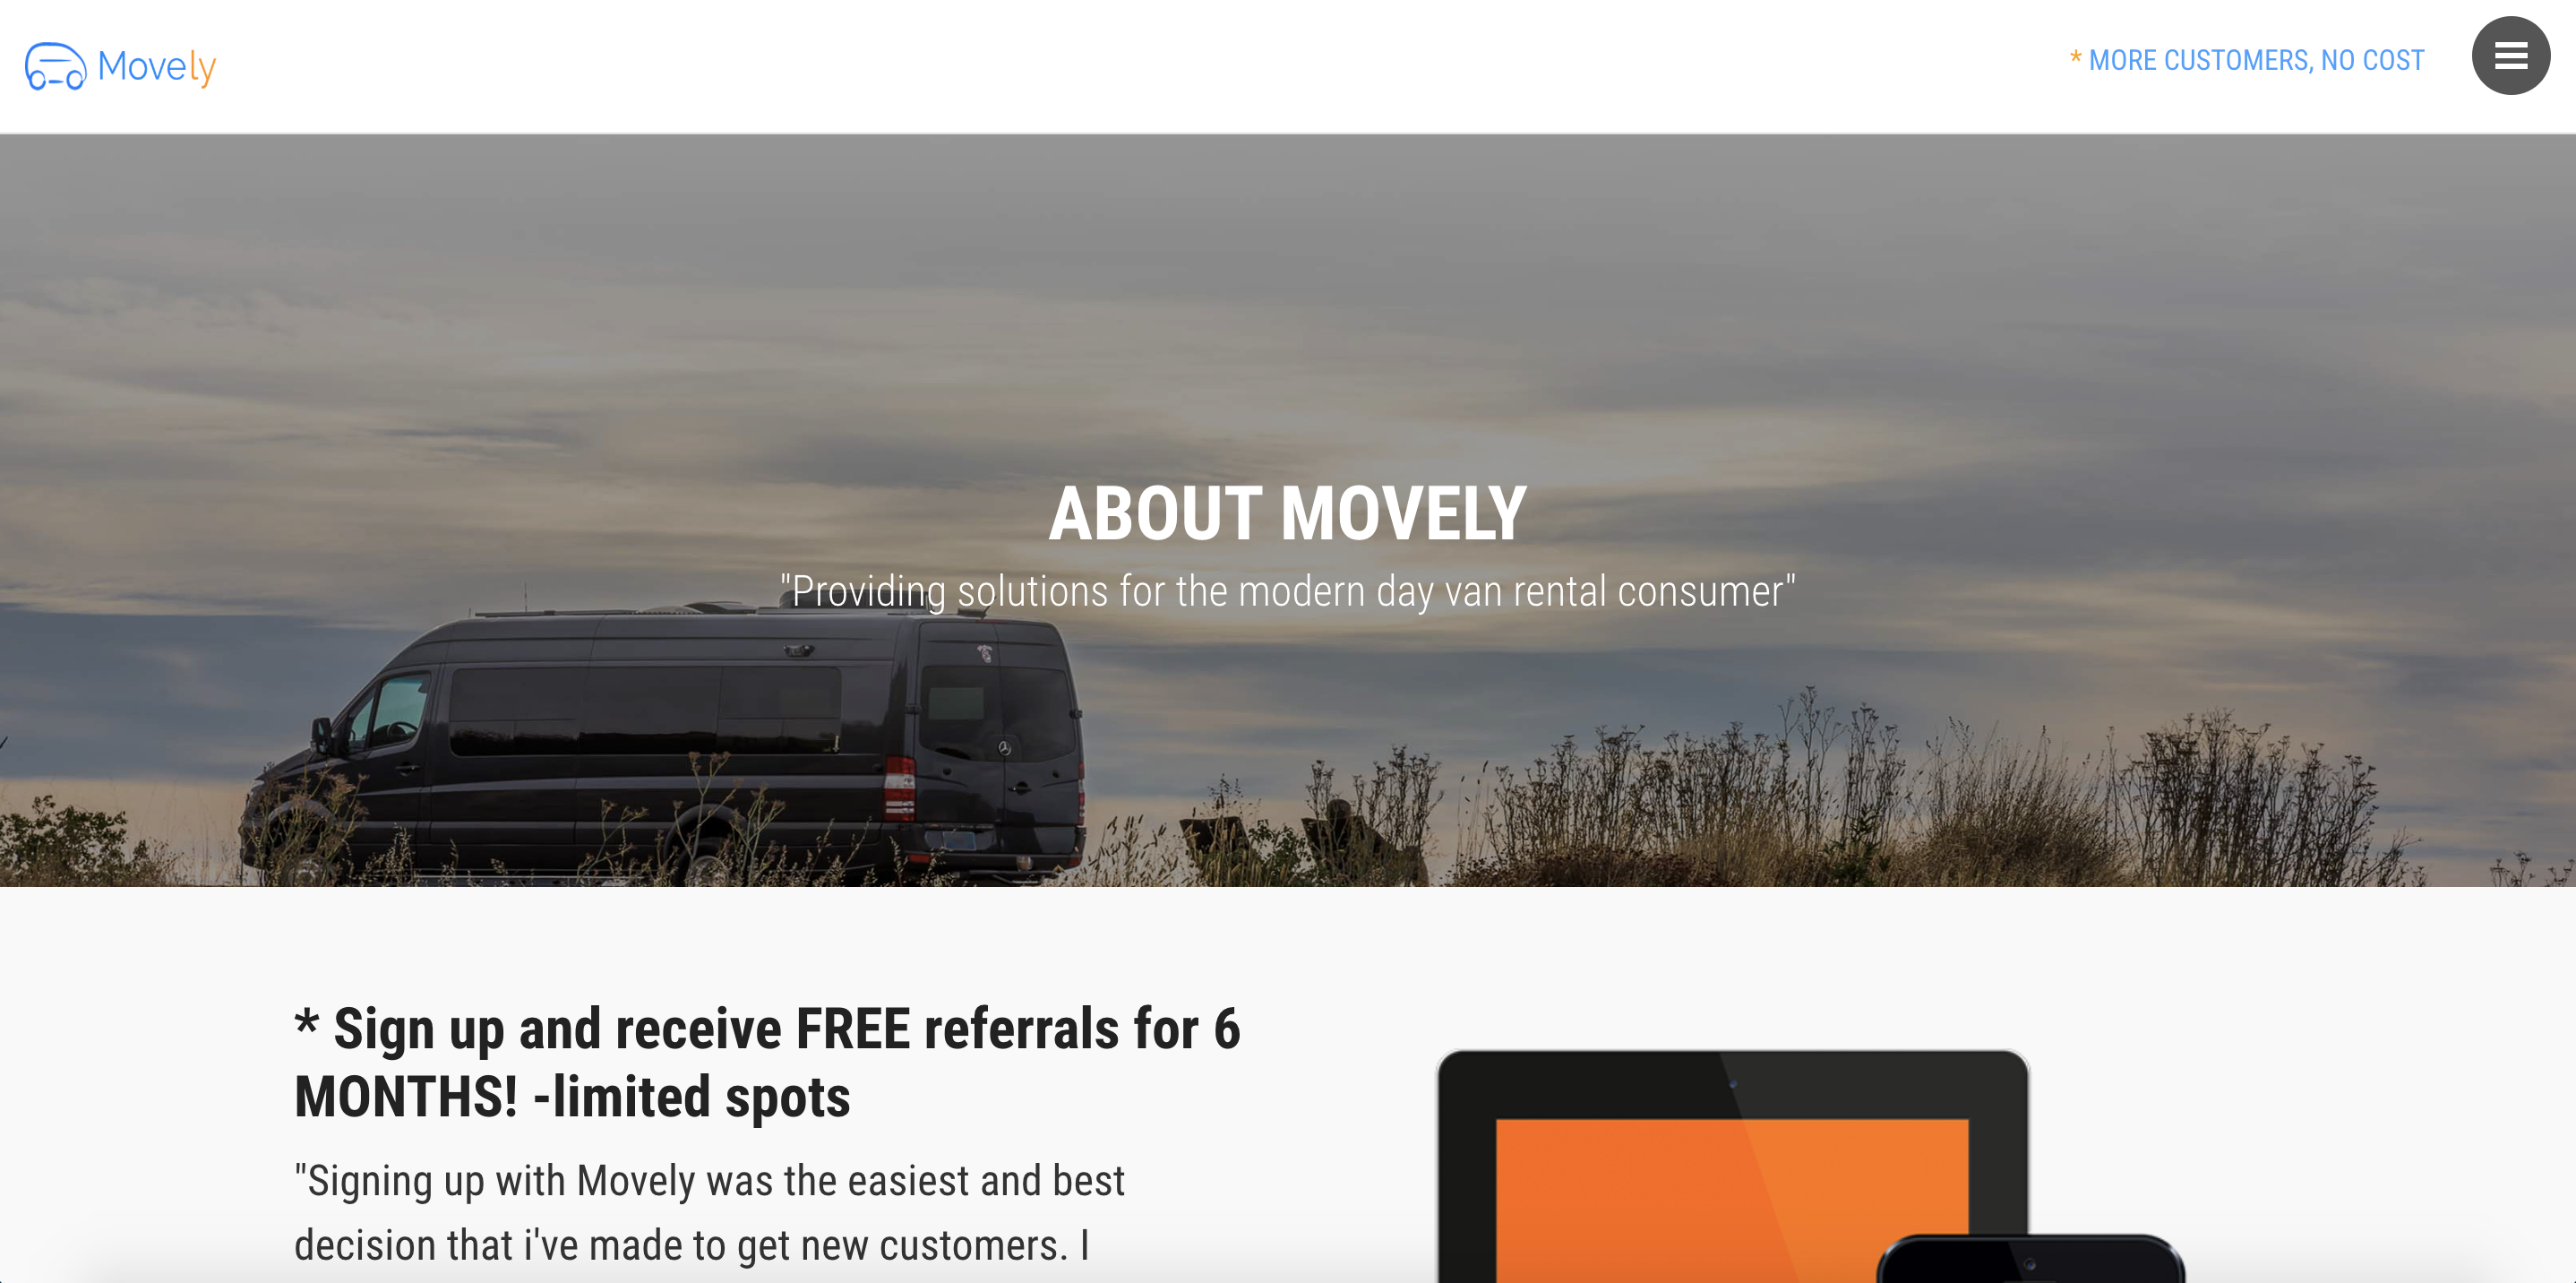 Movely
* MORE CUSTOMERS, NO COST
ABOUT MOVELY
"Providing solutions for the modern day van rental consumer"
* Sign up and receive FREE referrals for 6
MONTHS! -limited spots
"Signing up with Movely was the easiest and best
decision that i've made to get new customers. I